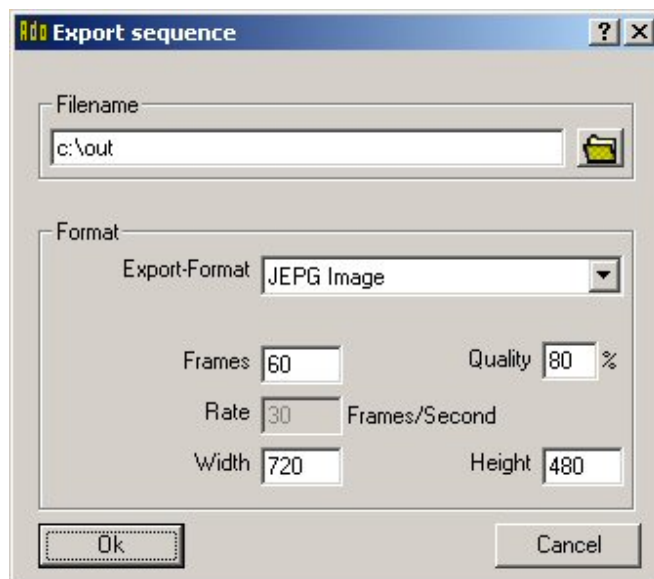 Ado Export sequence ?
Filename
c:\out
Format
Export-Format JEPG Image
Frames 60 Quality 80 %
Rate 30 Frames/Second
Width 720 Height 480
Ok Cancel